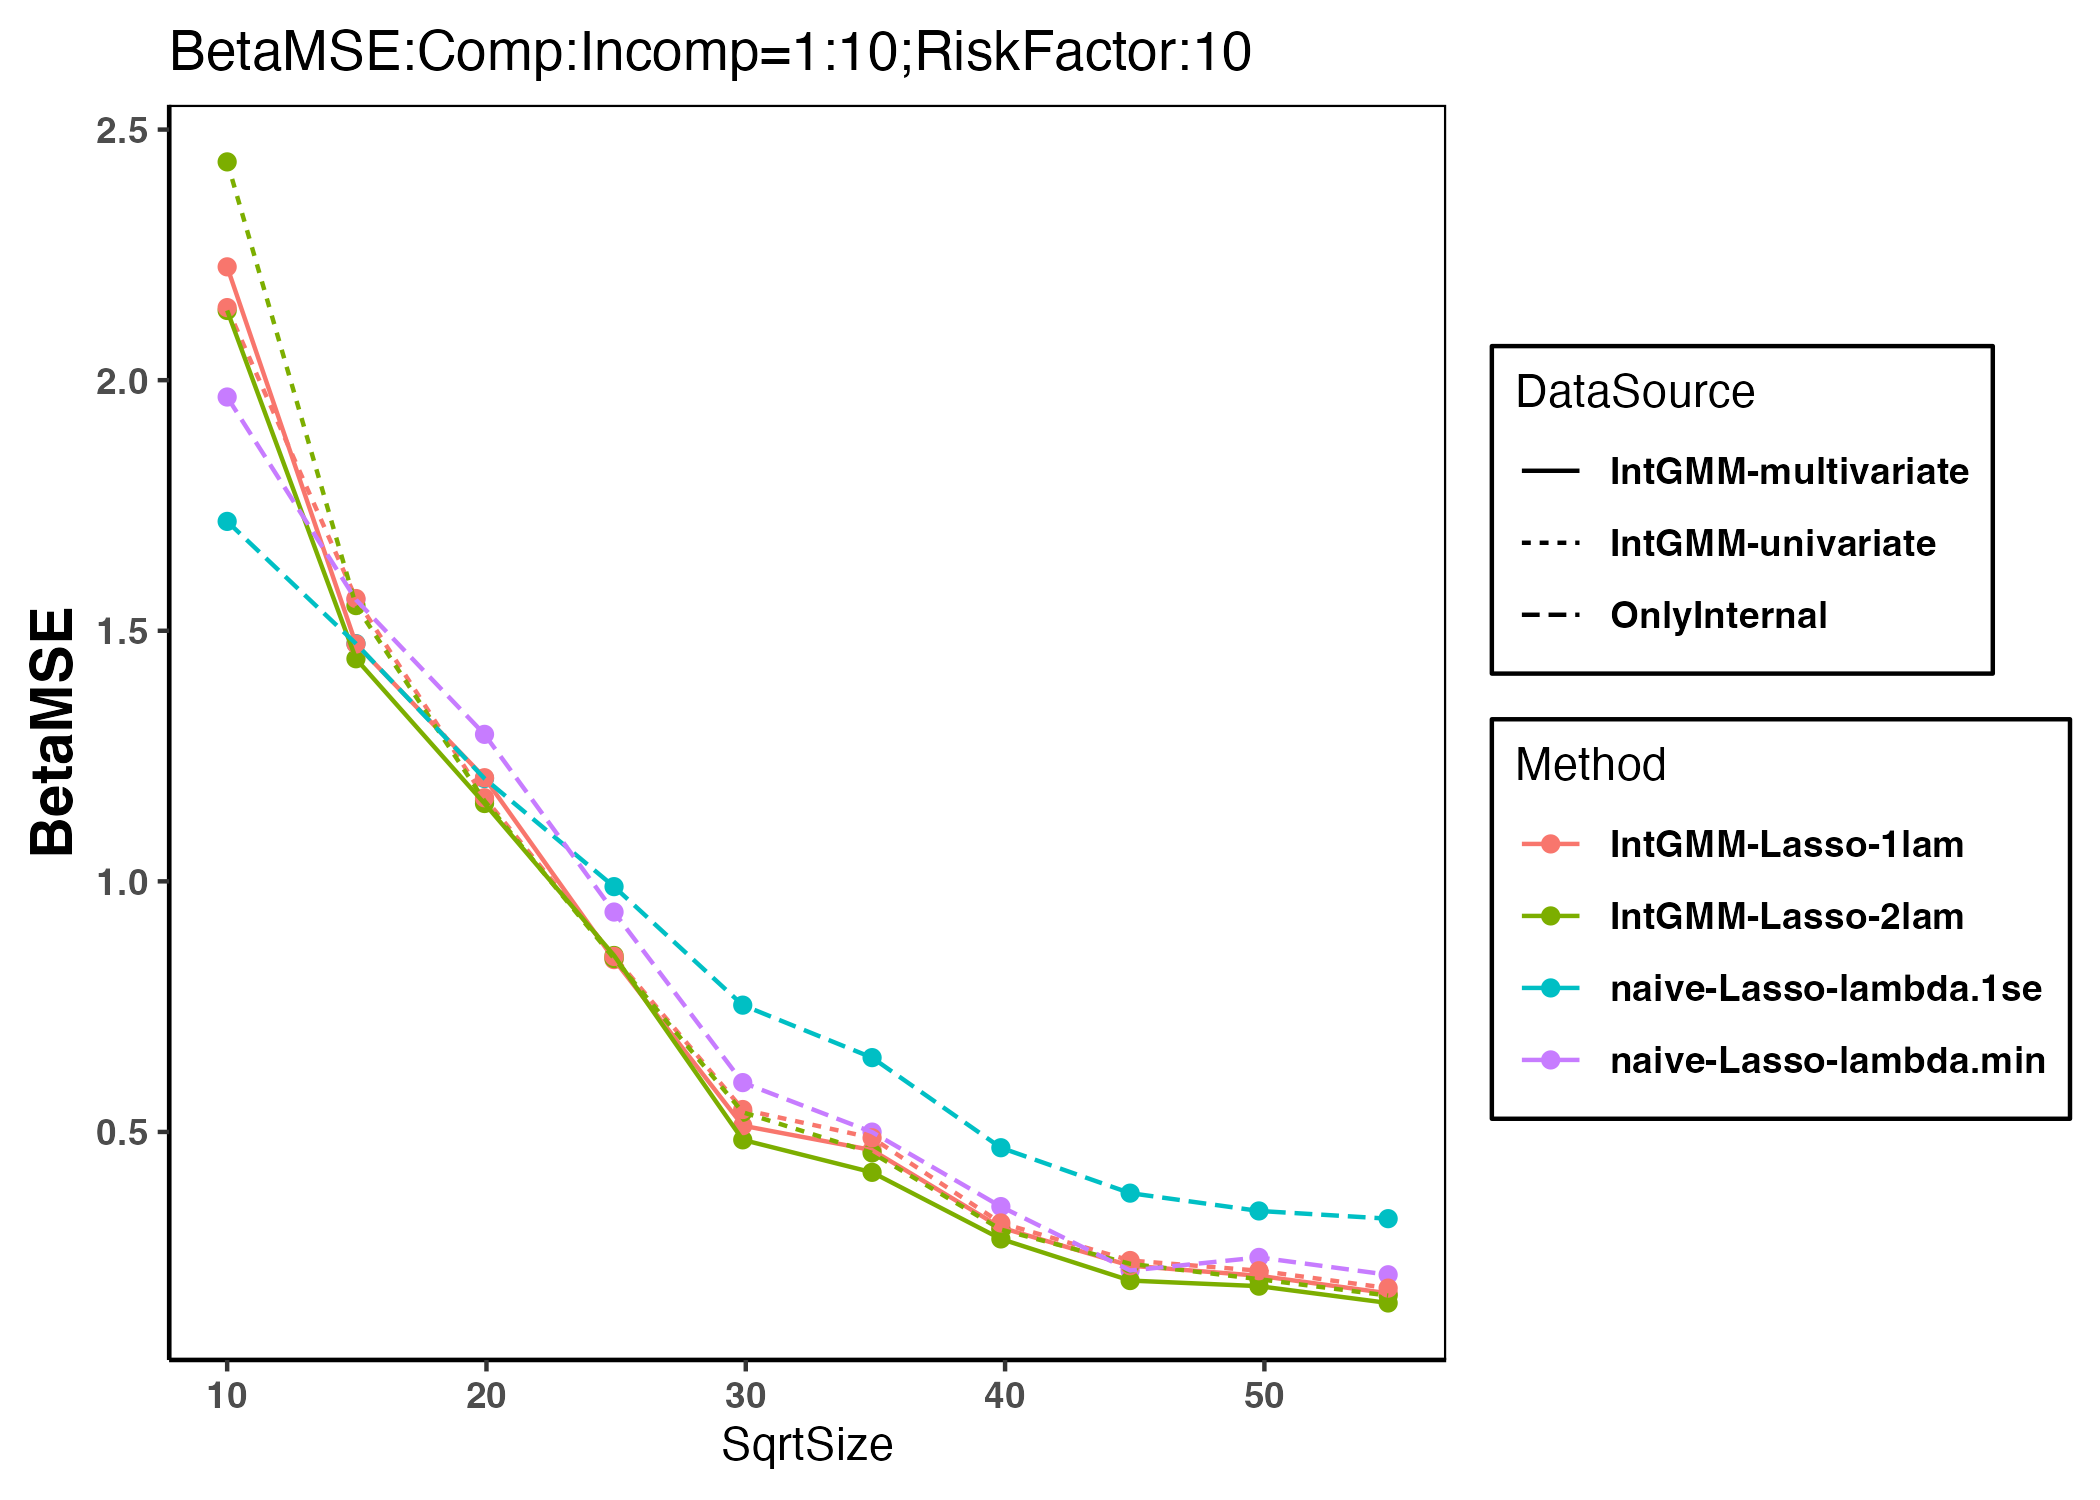 BetaMSE:Comp:Incomp=1:10;RiskFactor:10
BetaMSE
2.5
2.0
1.5
1.0
0.5
10 20 30 40 50
SqrtSize
DataSource
IntGMM-multivariate
IntGMM-univariate
OnlyInternal
Method
IntGMM-Lasso-1lam
IntGMM-Lasso-2lam
naive-Lasso-lambda.1se
naive-Lasso-lambda.min